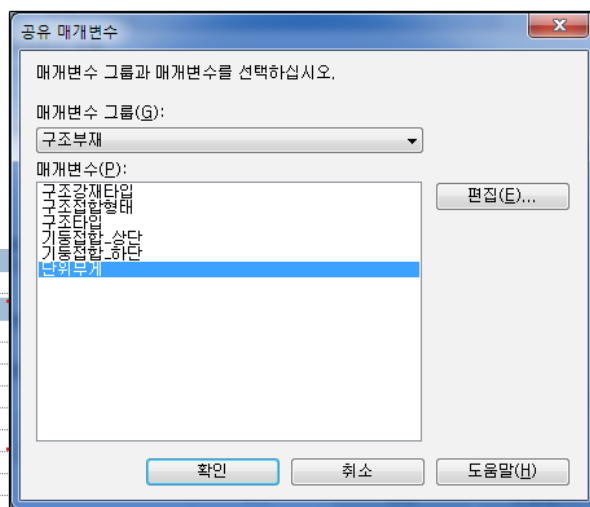 공유 매개변수
매개변수 그룹과 매개변수를 선택하십시오.
매개변수 그룹(G):
구조부재
매개변수(P):
구조강재타입
구조접합형태
구조타입
기둥접합_상단
기둥접합_하단
단위무게
편집(E)...
확인
취소
도움말(H)